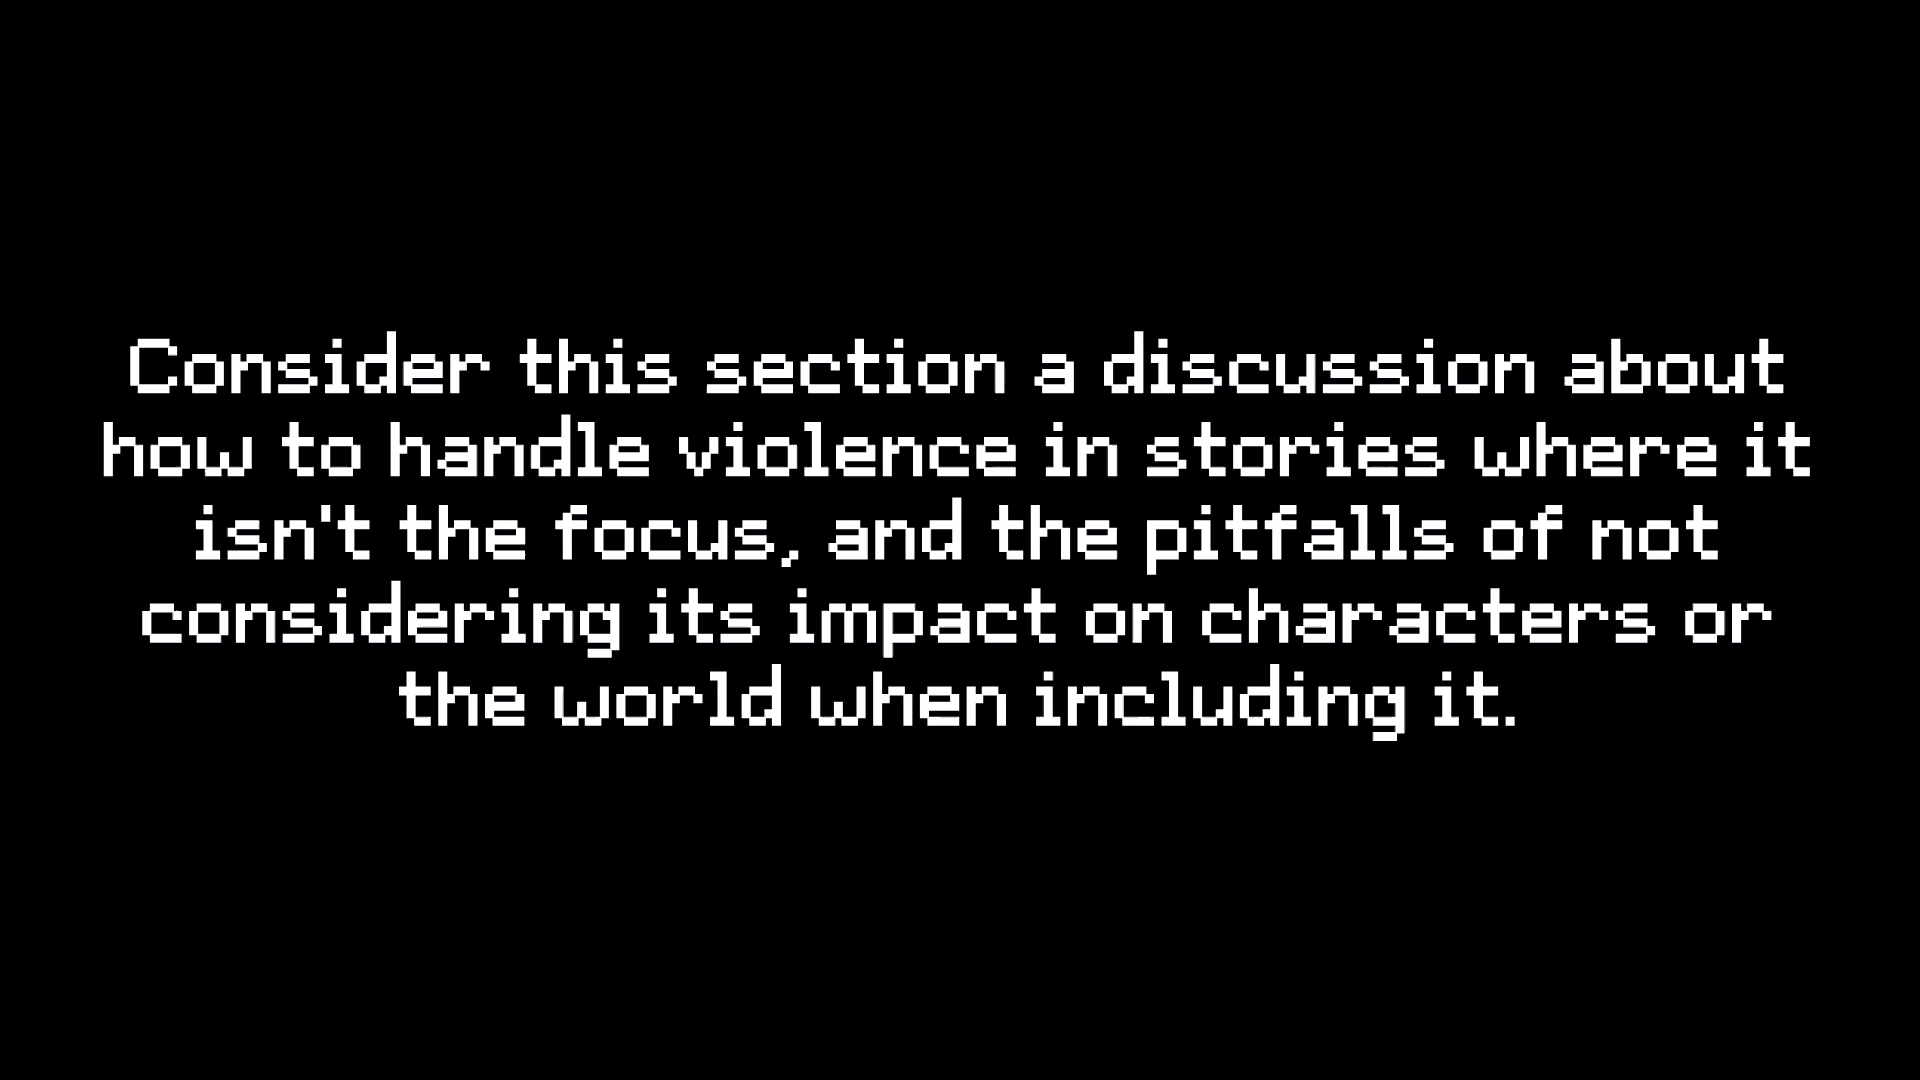 Consider this section a discussion about
how to handle violence in stories where it
isn't the focus, and the pitfalls of not
considering its impact on characters or
the world when including it.